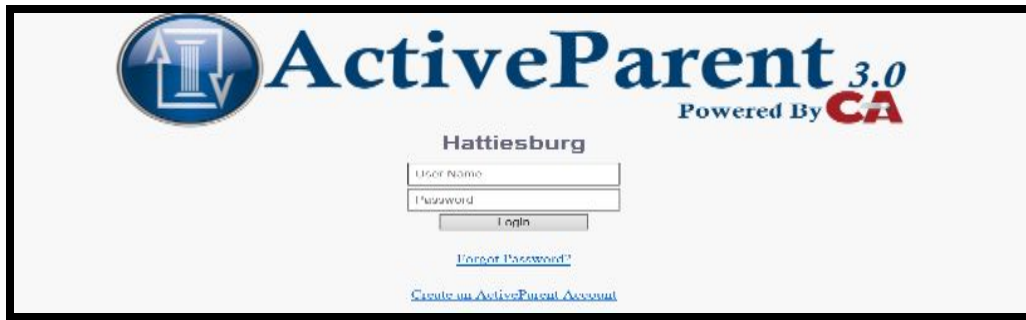 ActiveParent 3.0
Powered By CA
Hattiesburg
User Name
Password
Login
Forgot Password?
Create an ActiveParent Account